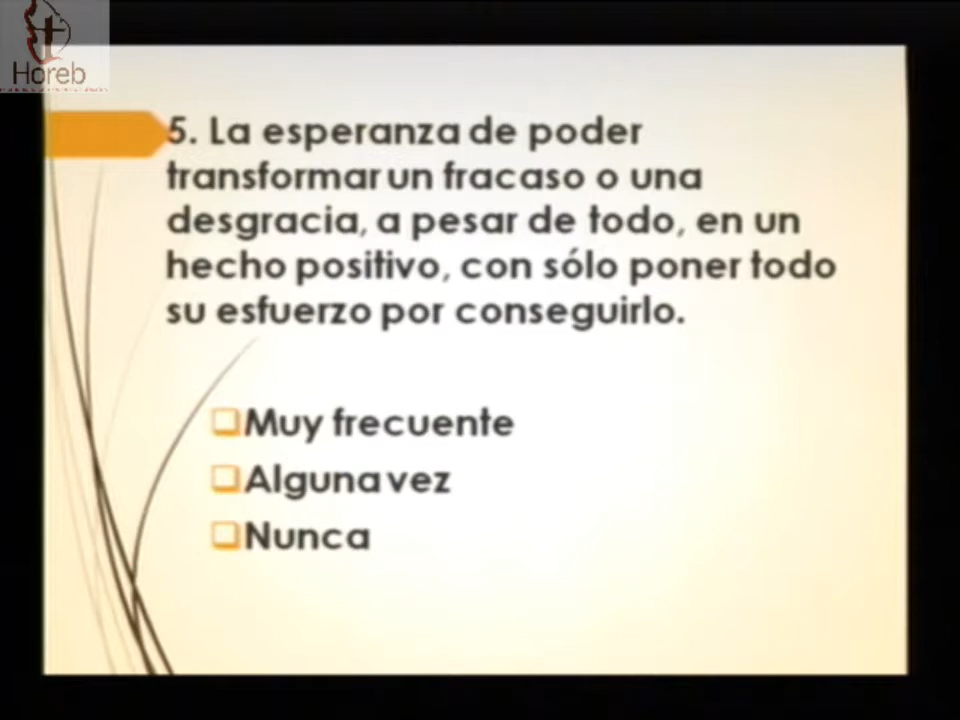 Horeb
5. La esperanza de poder
transformar un fracaso o una
desgracia, a pesar de todo, en un
hecho positivo, con sólo poner todo
su esfuerzo por conseguirlo.
Muy frecuente
Alguna vez
Nunca